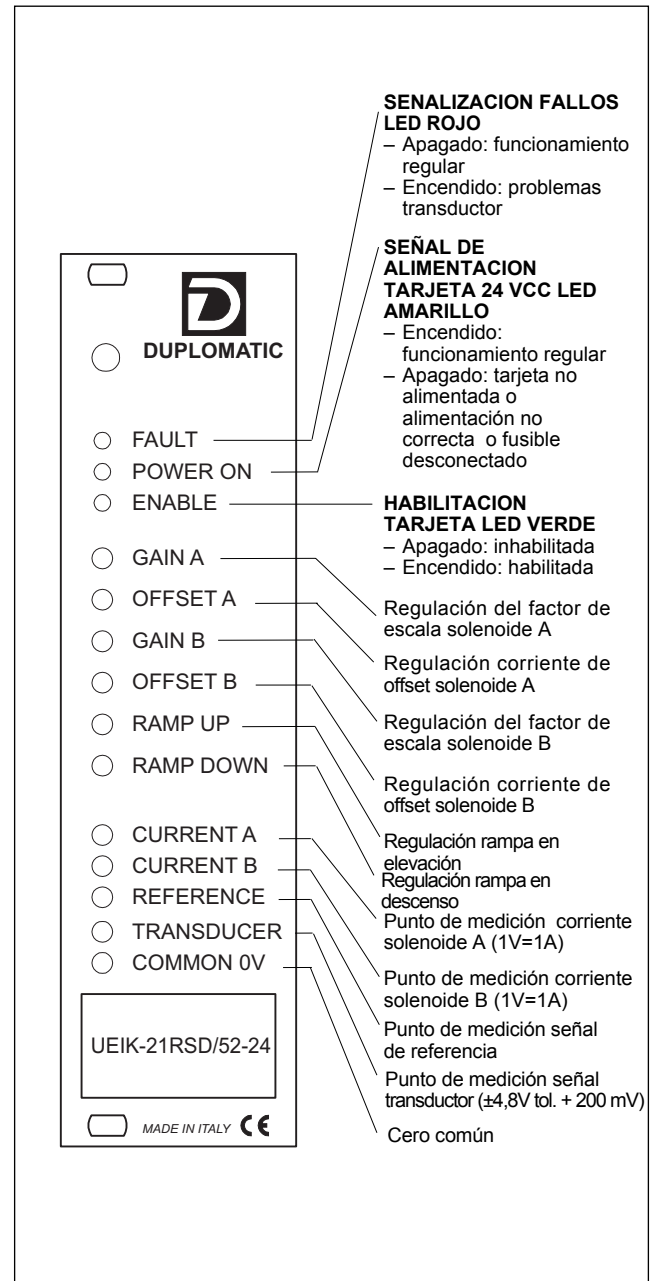 SENALIZACION FALLOS
LED ROJO
– Apagado: funcionamiento
regular
– Encendido: problemas
transductor
SEÑAL DE
ALIMENTACION
TARJETA 24 VCC LED
AMARILLO
– Encendido:
funcionamiento regular
– Apagado: tarjeta no
alimentada o
alimentación no
correcta o fusible
desconectado
HABILITACION
TARJETA LED VERDE
– Apagado: inhabilitada
– Encendido: habilitada
Regulación del factor de
escala solenoide A
Regulación corriente de
offset solenoide A
Regulación del factor de
escala solenoide B
Regulación corriente de
offset solenoide B
Regulación rampa en
elevación
Regulación rampa en
descenso
Punto de medición corriente
solenoide A (1V=1A)
Punto de medición corriente
solenoide B (1V=1A)
Punto de medición señal
de referencia
Punto de medición señal
transductor (±4,8V tol. + 200 mV)
Cero común
D
DUPLOMATIC
FAULT
POWER ON
ENABLE
GAIN A
OFFSET A
GAIN B
OFFSET B
RAMP UP
RAMP DOWN
CURRENT A
CURRENT B
REFERENCE
TRANSDUCER
COMMON 0V
UEIK-21RSD/52-24
MADE IN ITALY CE